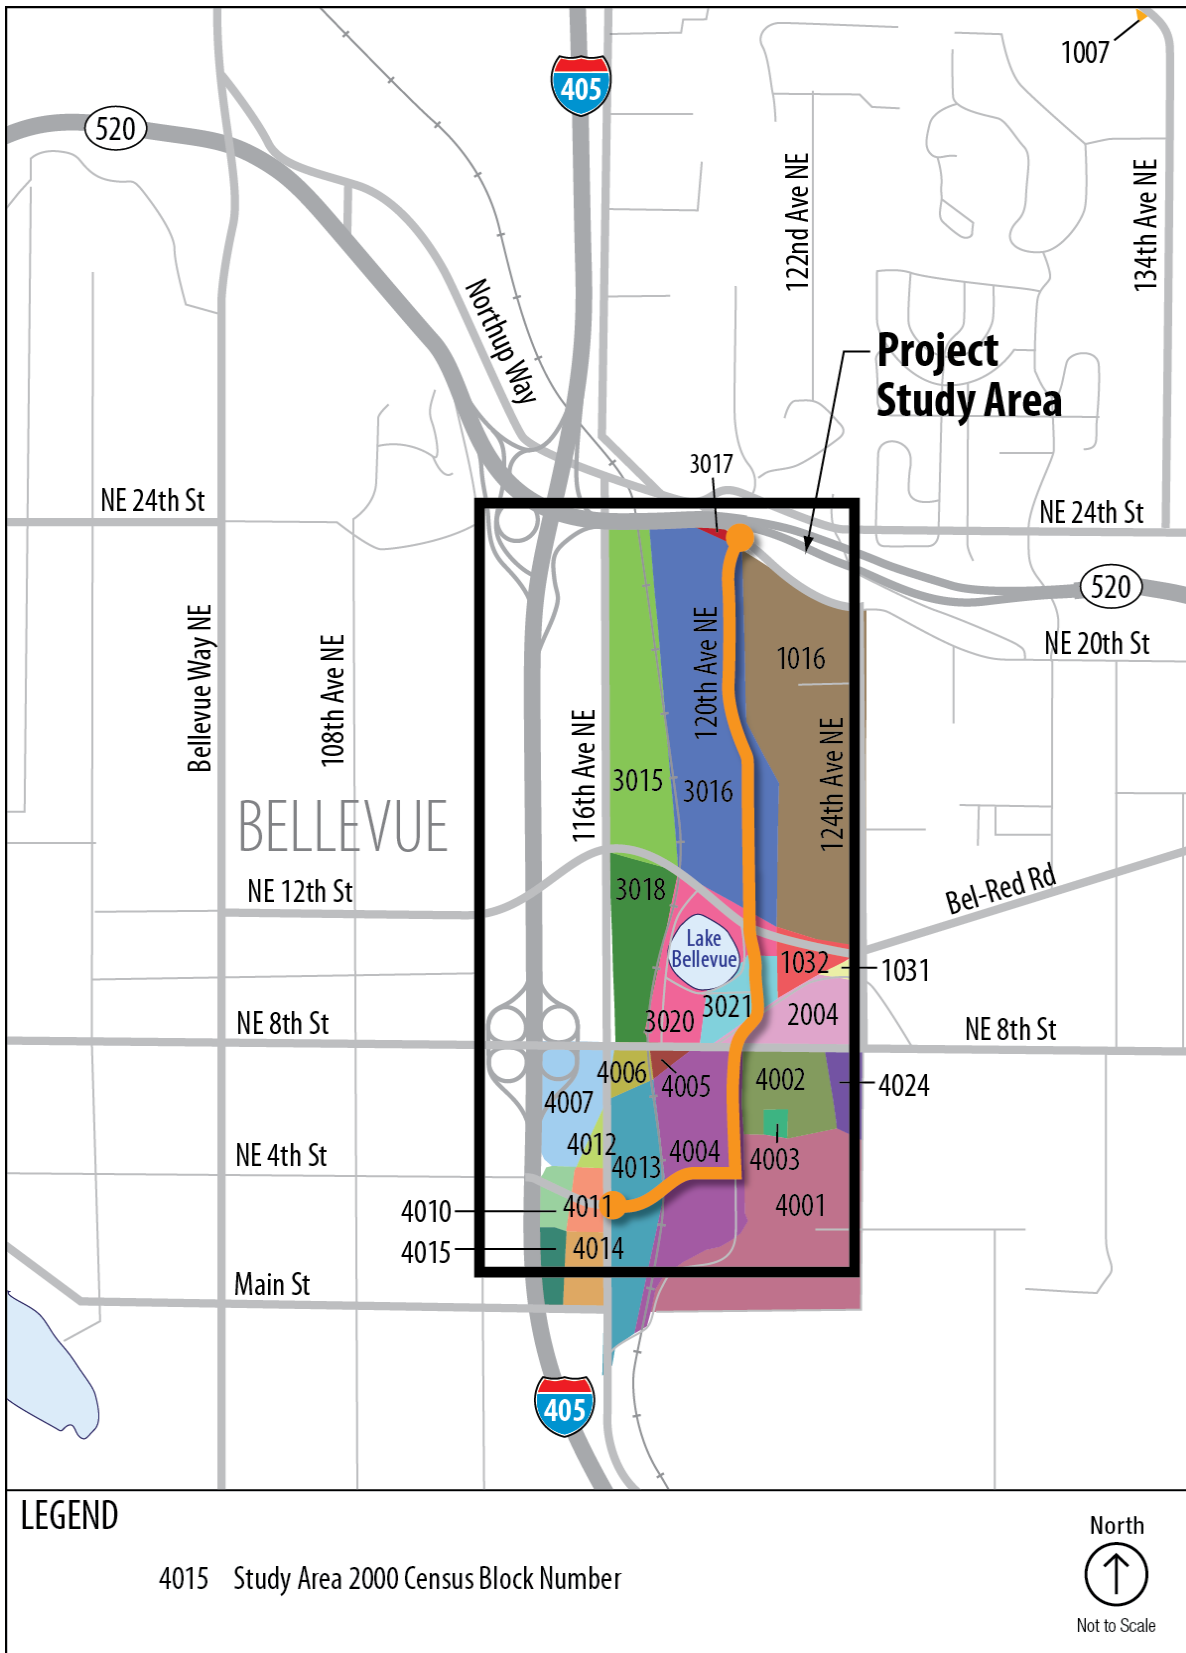 1007
405
520
122nd Ave NE
134th Ave NE
Northup Way
Project
Study Area
3017
NE 24th St
NE 24th St
520
Bellevue Way NE
108th Ave NE
116th Ave NE
120th Ave NE
124th Ave NE
NE 20th St
1016
3015
3016
BELLEVUE
NE 12th St
3018
Bel-Red Rd
Lake
Bellevue
1032
1031
3020
3021
2004
NE 8th St
NE 8th St
4006
4005
4002
4024
4007
4012
4013
4004
4003
NE 4th St
4010
4011
4001
4015
4014
Main St
405
LEGEND
4015 Study Area 2000 Census Block Number
North
Not to Scale